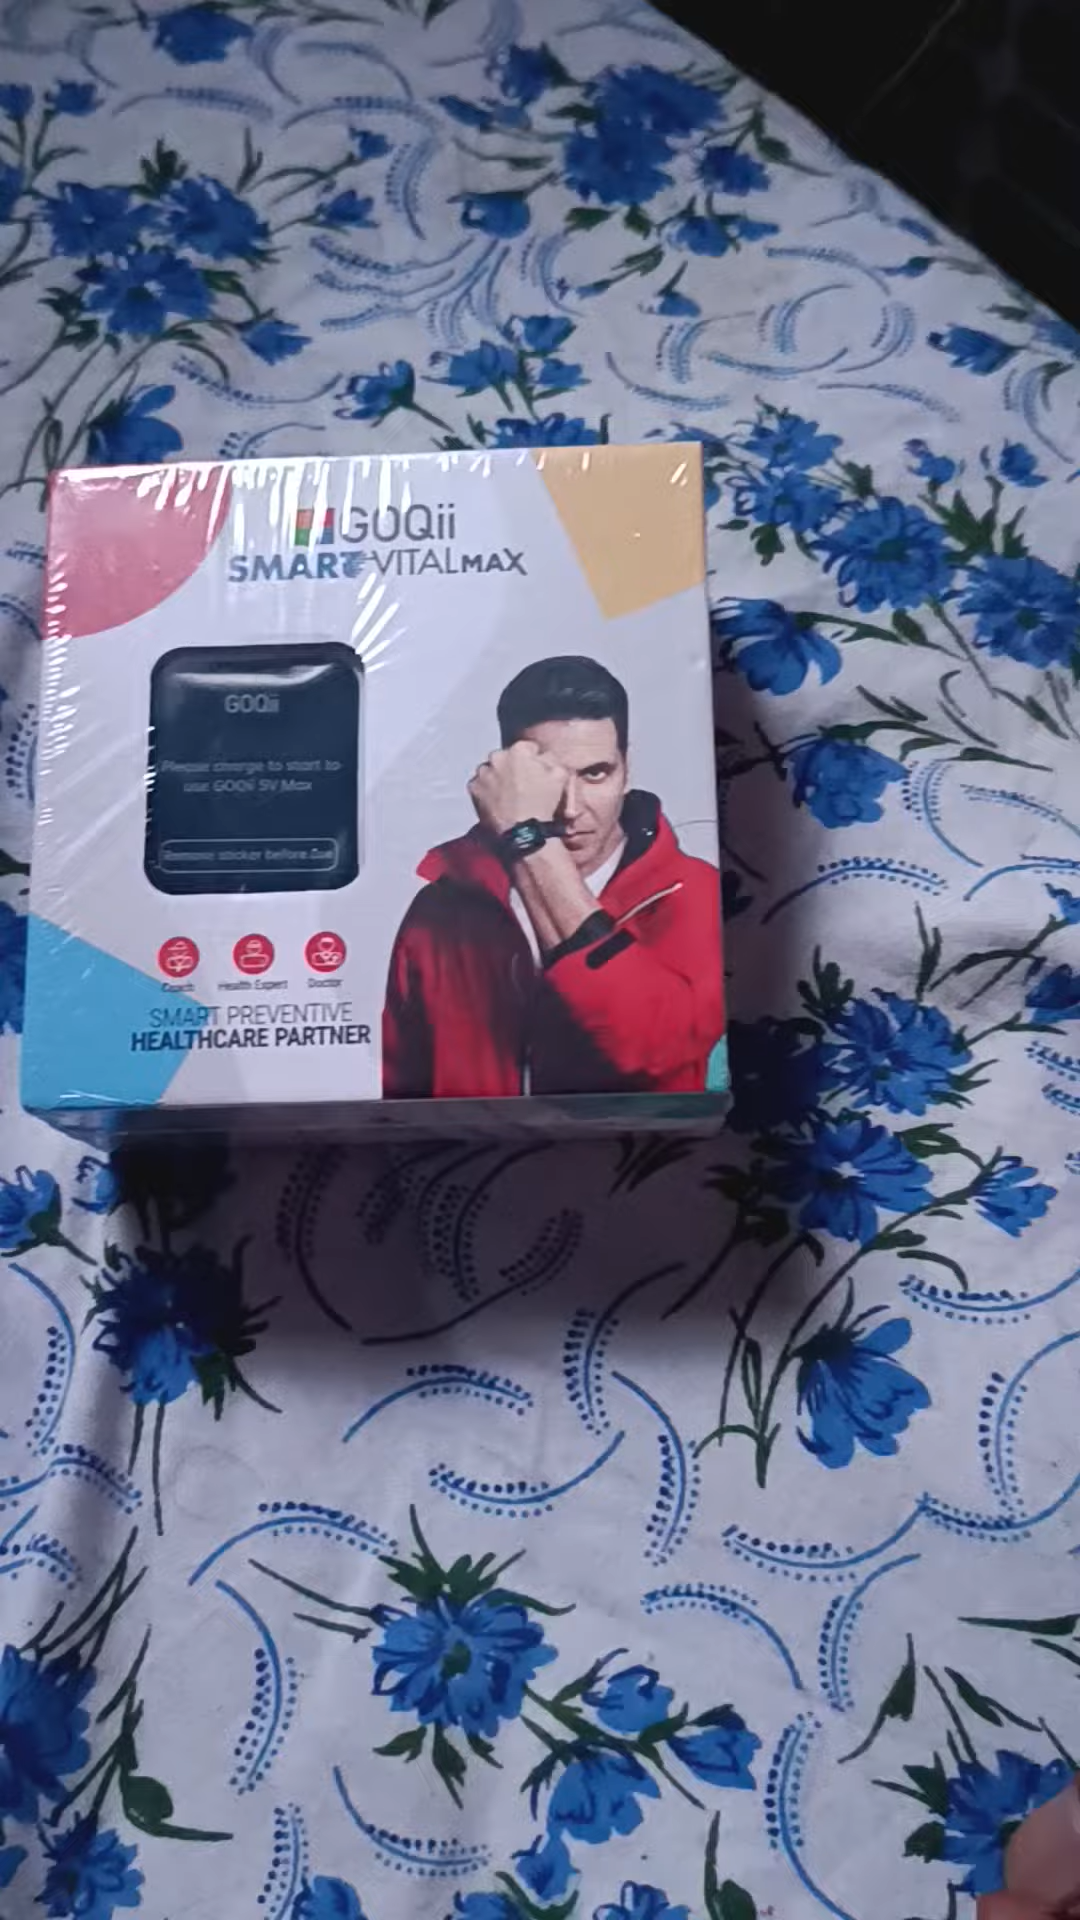 GOQii
SMART VITAL MAX
GOQii
Please charge to start to
use GOQii SV Max
Remove sticker before use
Coach
Health Expert
Doctor
SMART PREVENTIVE
HEALTHCARE PARTNER